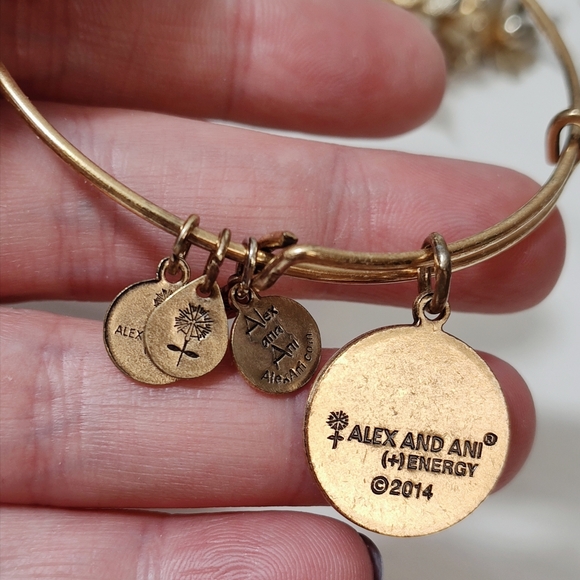 ALEX
Alex
and
Ani
AlexAni.com
ALEX AND ANI®
(+) ENERGY
©2014